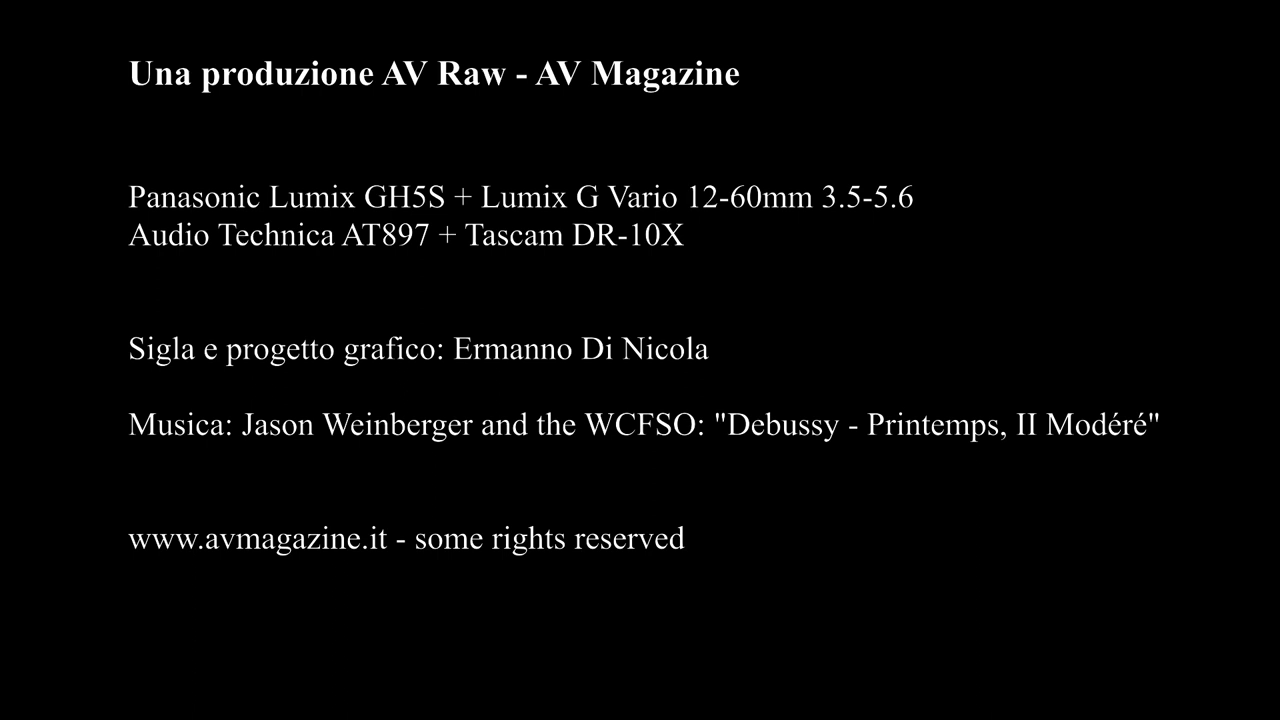 Una produzione AV Raw - AV Magazine
Panasonic Lumix GH5S + Lumix G Vario 12-60mm 3.5-5.6
Audio Technica AT897 + Tascam DR-10X
Sigla e progetto grafico: Ermanno Di Nicola
Musica: Jason Weinberger and the WCFSO: "Debussy - Printemps, II Modéré"
www.avmagazine.it - some rights reserved